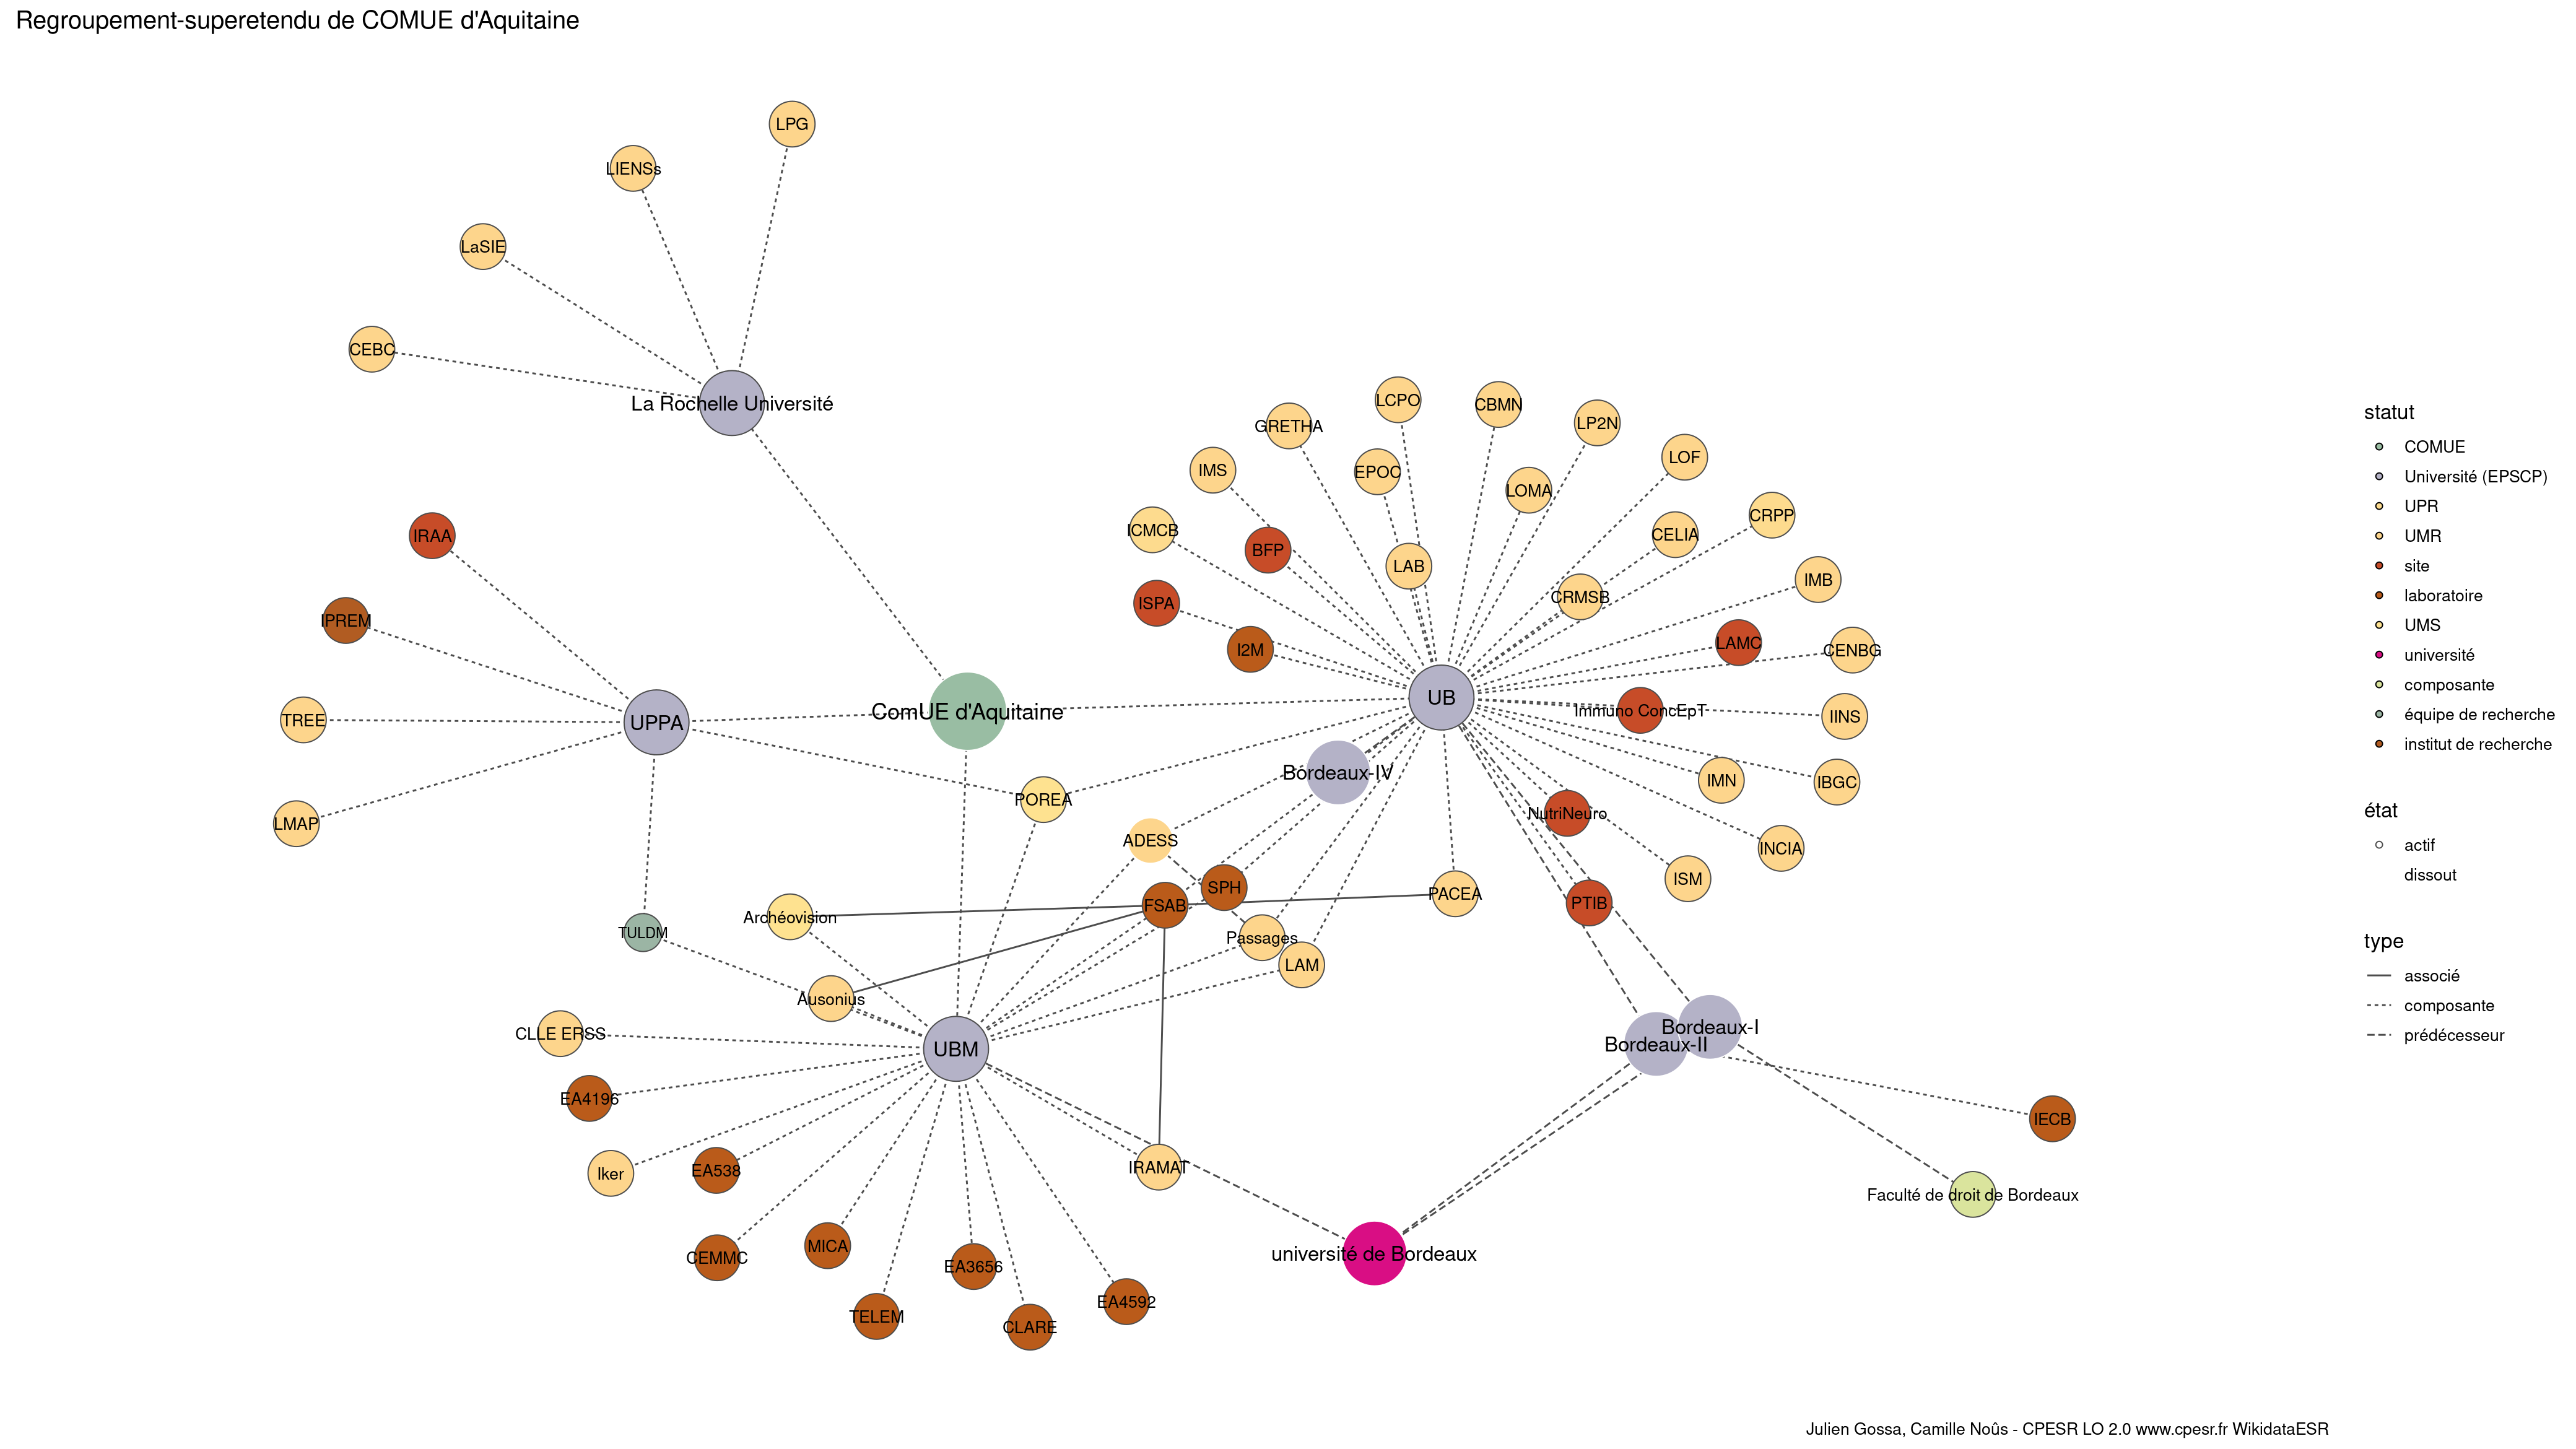 Regroupement-superetendu de COMUE d'Aquitaine
LPG
LIENSs
LaSIE
CEBC
La Rochelle Université
LCPO
CBMN
GRETHA
LP2N
LOF
IMS
EPOC
LOMA
CRPP
ICMCB
CELIA
IRAA
BFP
LAB
IMB
CRMSB
ISPA
IPREM
LAMC
I2M
CENBG
UB
Immuno ConcEpT
ComUE d'Aquitaine
IINS
TREE
UPPA
Bordeaux-IV
IMN
IBGC
POREA
NutriNeuro
LMAP
ADESS
INCIA
ISM
SPH
PACEA
PTIB
FSAB
Archéovision
TULDM
Passages
LAM
Ausonius
Bordeaux-I
CLLE ERSS
Bordeaux-II
UBM
EA4196
IECB
IRAMAT
EA538
Iker
Faculté de droit de Bordeaux
MICA
université de Bordeaux
CEMMC
EA3656
EA4592
TELEM
CLARE
statut
COMUE
Université (EPSCP)
UPR
UMR
site
laboratoire
UMS
université
composante
équipe de recherche
institut de recherche
état
actif
dissout
type
associé
composante
prédécesseur
Julien Gossa, Camille Noûs - CPESR LO 2.0 www.cpesr.fr WikidataESR